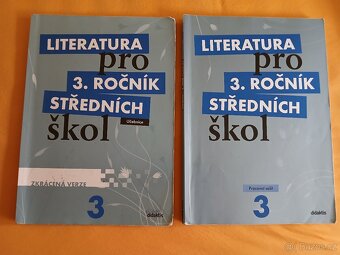 LITERATURA
pro
3. ROČNÍK
STŘEDNÍCH
škol
Učebnice
ZKRÁCENÁ VERZE
3
didaktis
LITERATURA
pro
3. ROČNÍK
STŘEDNÍCH
škol
Pracovní sešit
3
didaktis